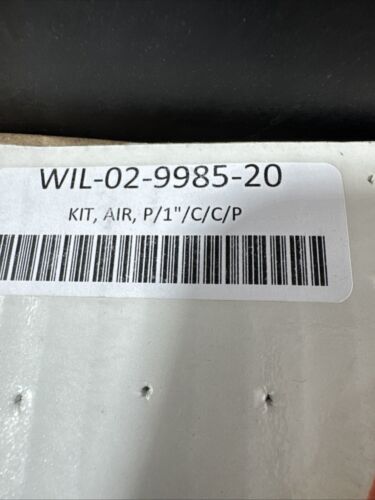 WIL-02-9985-20
KIT, AIR, P/1"/C/C/P